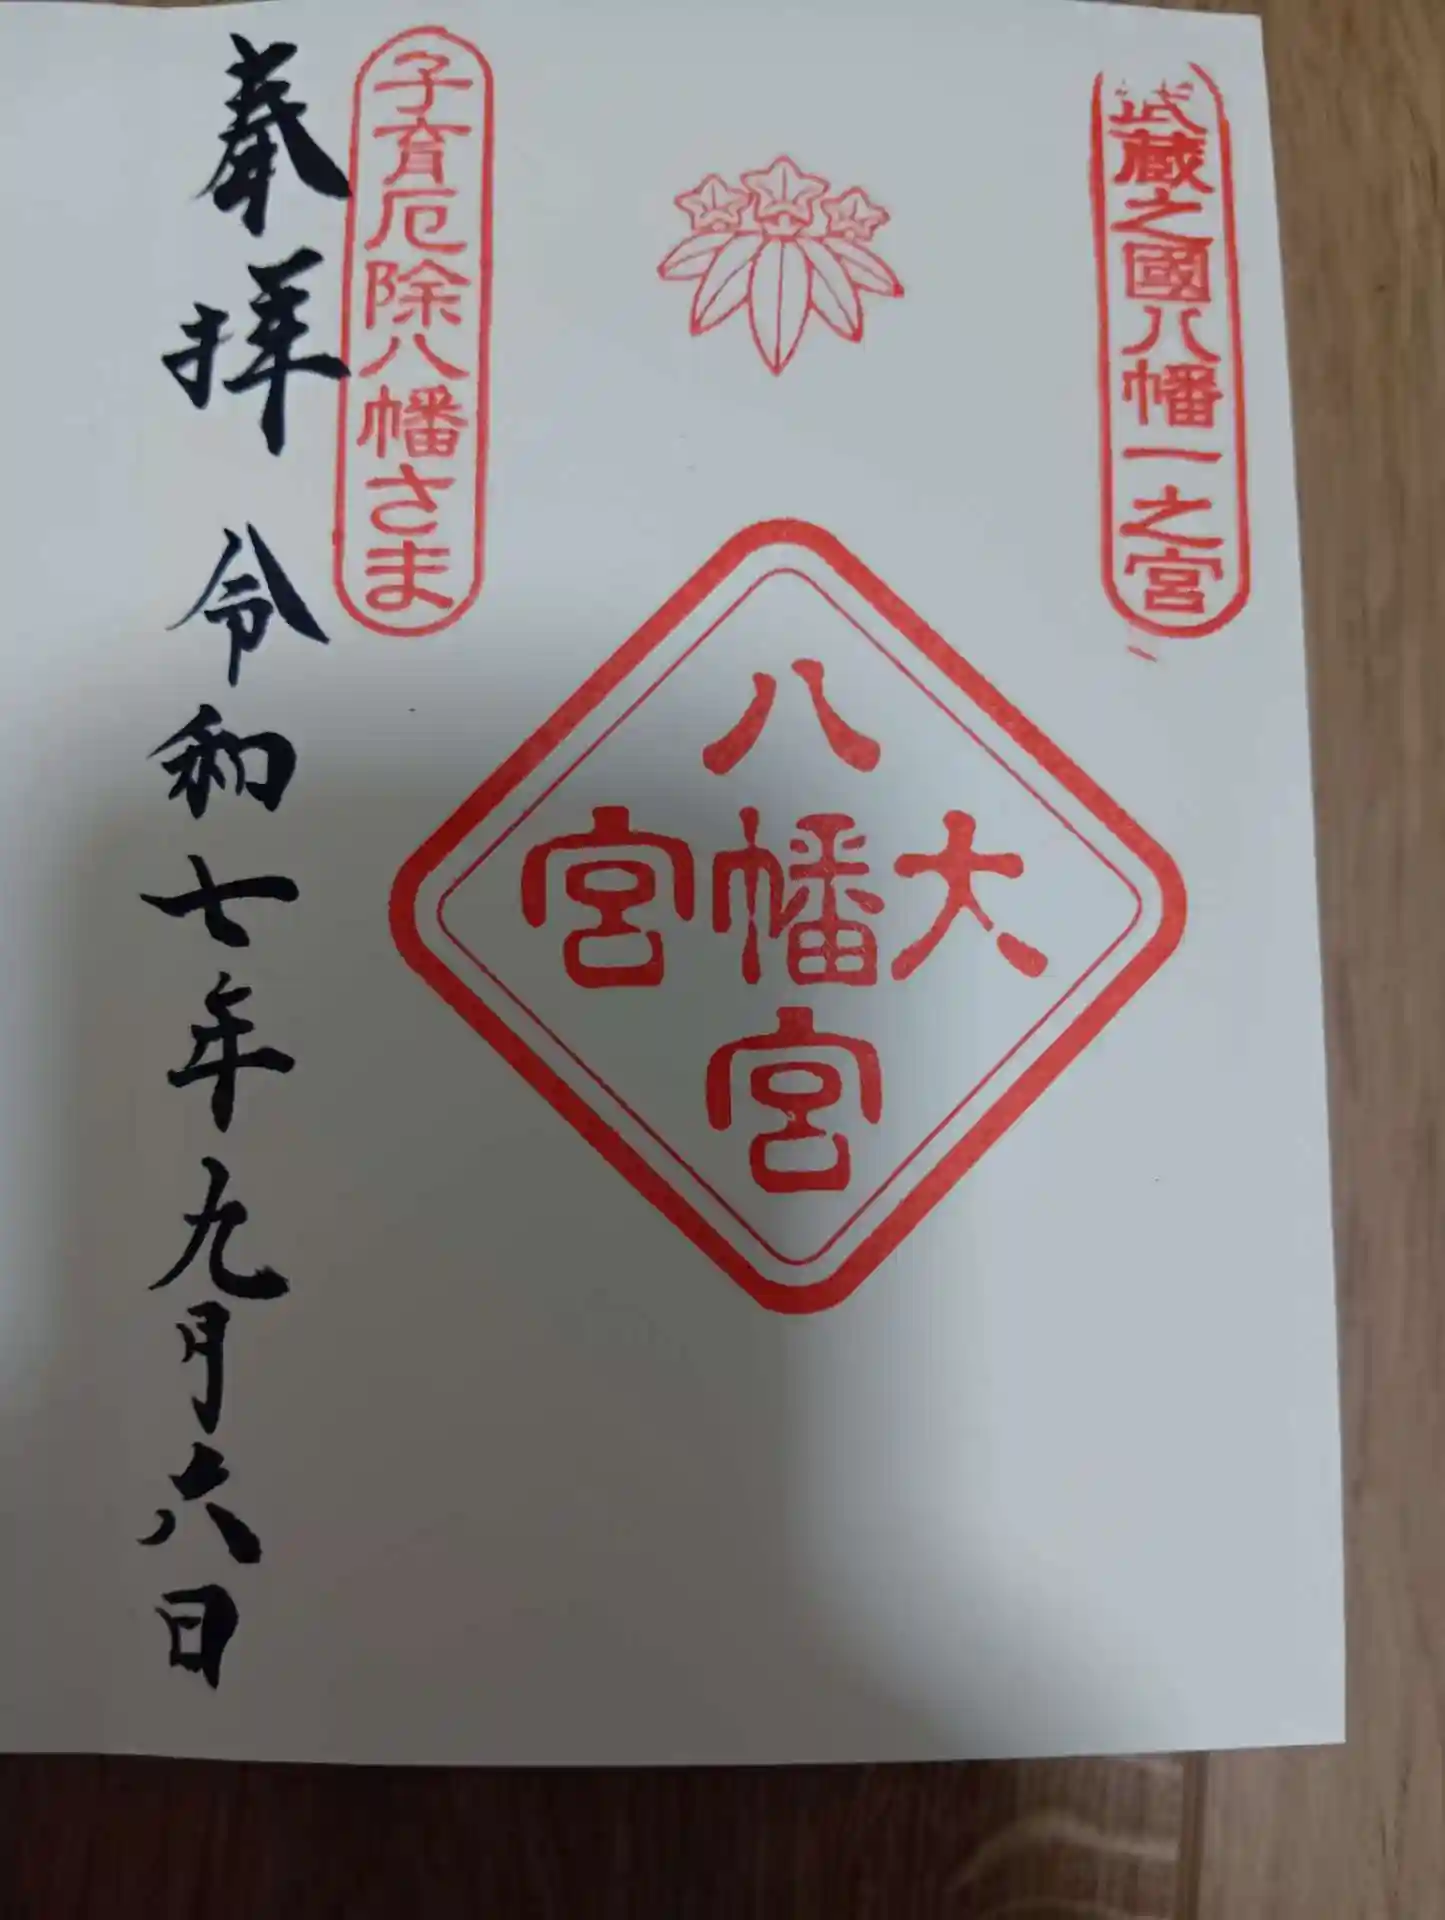 武蔵之國八幡一之宮
大宮八幡宮
子育厄除八幡さま
奉拝 令和七年九月六日